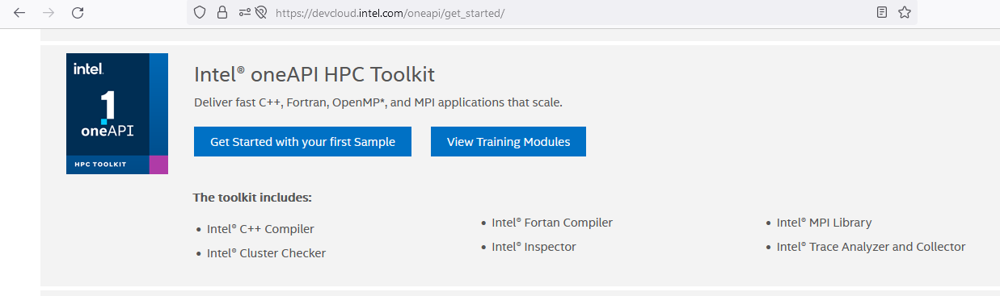 https://devcloud.intel.com/oneapi/get_started/
intel.
1
oneAPI
HPC TOOLKIT
Intel® oneAPI HPC Toolkit
Deliver fast C++, Fortran, OpenMP*, and MPI applications that scale.
Get Started with your first Sample
View Training Modules
The toolkit includes:
• Intel® C++ Compiler
• Intel® Cluster Checker
• Intel® Fortan Compiler
• Intel® Inspector
• Intel® MPI Library
• Intel® Trace Analyzer and Collector